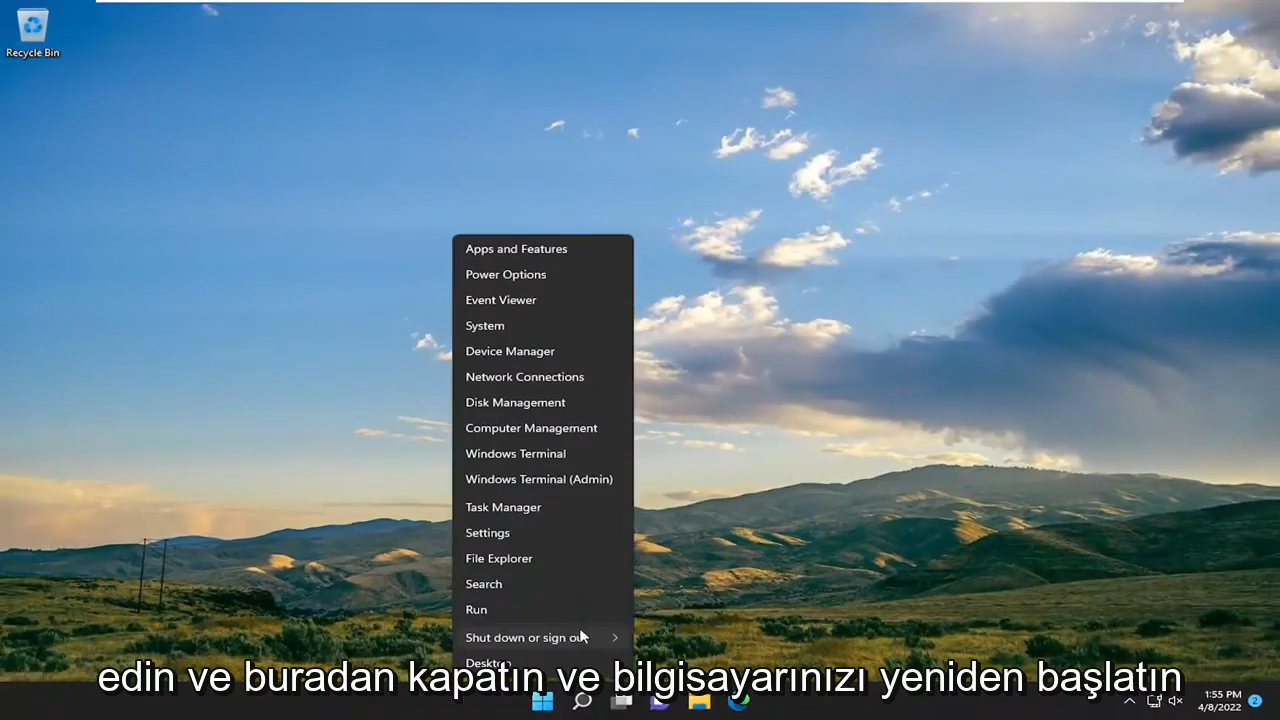 Recycle Bin
Apps and Features
Power Options
Event Viewer
System
Device Manager
Network Connections
Disk Management
Computer Management
Windows Terminal
Windows Terminal (Admin)
Task Manager
Settings
File Explorer
Search
Run
Shut down or sign out
Desktop
edin ve buradan kapatın ve bilgisayarınızı yeniden başlatın
1:55 PM
4/8/2022
2